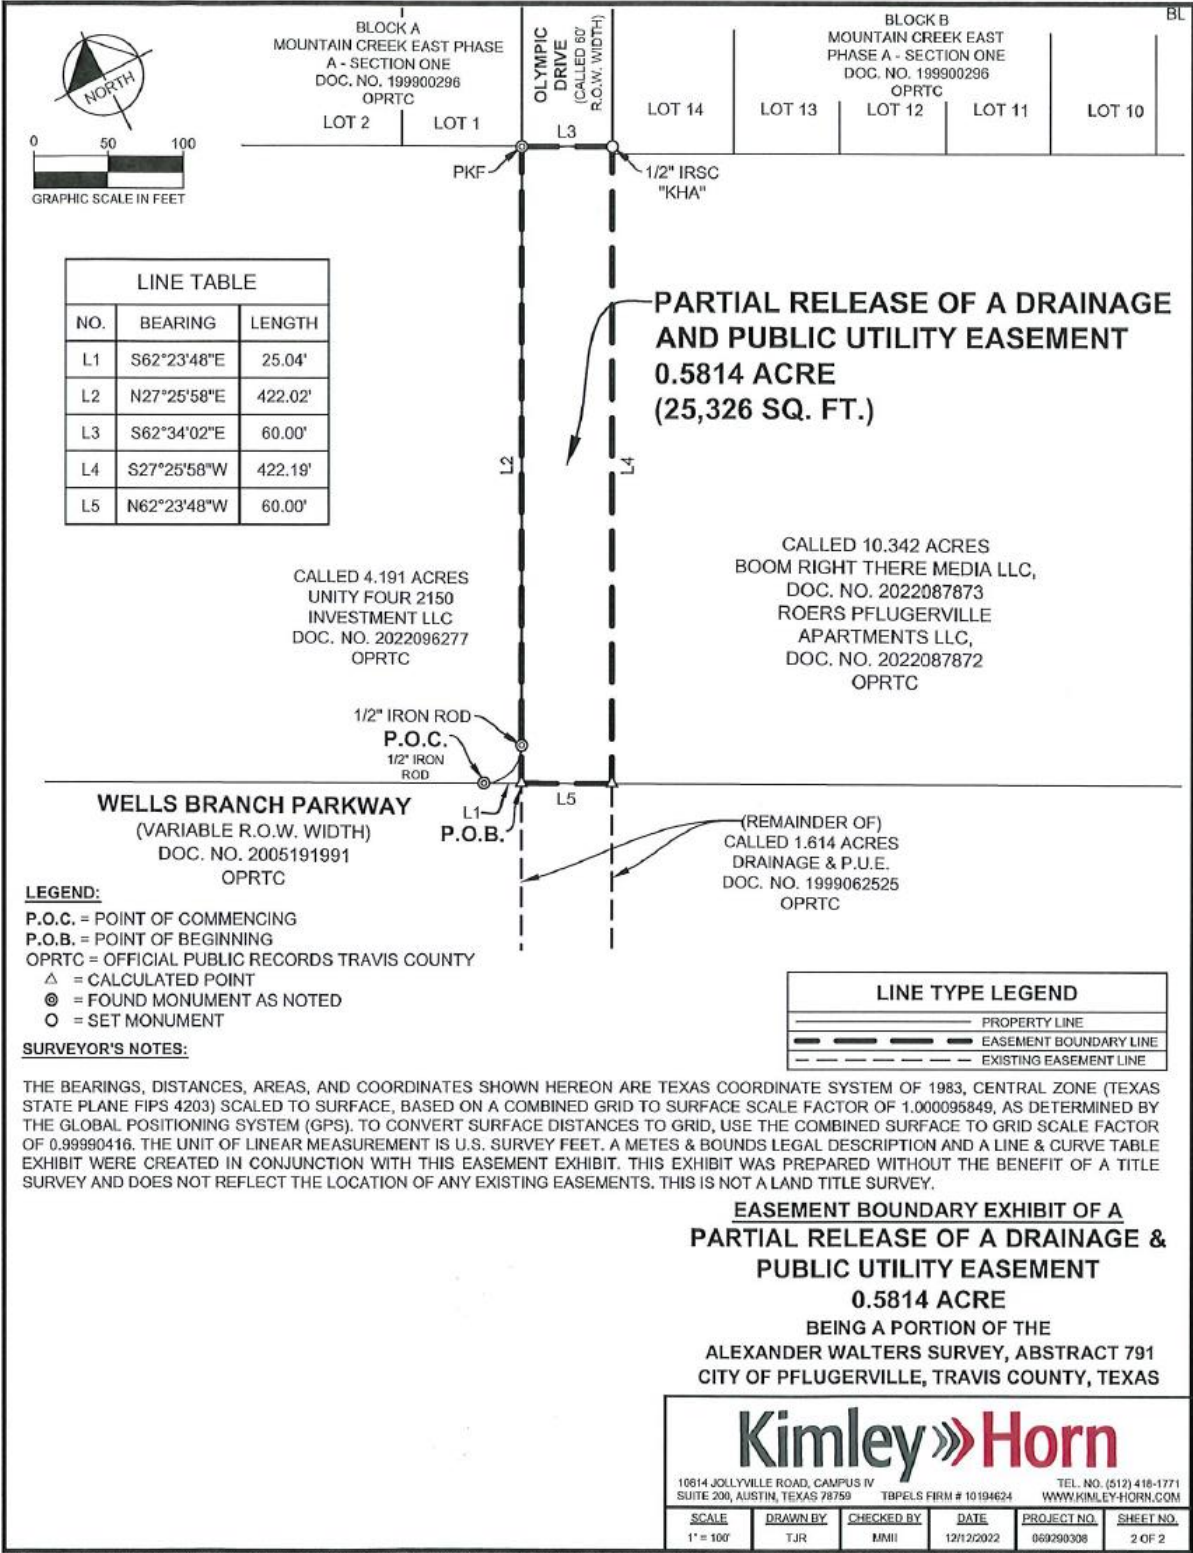 BLOCK A
MOUNTAIN CREEK EAST PHASE
A - SECTION ONE
DOC. NO. 199900296
OPRTC
LOT 2
LOT 1
OLYMPIC
DRIVE
(CALLED 60'
R.O.W. WIDTH)
BLOCK B
MOUNTAIN CREEK EAST
PHASE A - SECTION ONE
DOC. NO. 199900296
OPRTC
BL
LOT 14
LOT 13
LOT 12
LOT 11
LOT 10
NORTH
0 50 100
GRAPHIC SCALE IN FEET
L3
PKF
1/2" IRSC
"KHA"
LINE TABLE
NO. BEARING LENGTH
L1 S62°23'48"E 25.04'
L2 N27°25'58"E 422.02'
L3 S62°34'02"E 60.00'
L4 S27°25'58"W 422.19'
L5 N62°23'48"W 60.00'
PARTIAL RELEASE OF A DRAINAGE
AND PUBLIC UTILITY EASEMENT
0.5814 ACRE
(25,326 SQ. FT.)
L2
L4
CALLED 4.191 ACRES
UNITY FOUR 2150
INVESTMENT LLC
DOC. NO. 2022096277
OPRTC
CALLED 10.342 ACRES
BOOM RIGHT THERE MEDIA LLC,
DOC. NO. 2022087873
ROERS PFLUGERVILLE
APARTMENTS LLC,
DOC. NO. 2022087872
OPRTC
1/2" IRON ROD
P.O.C.
1/2" IRON
ROD
L1
P.O.B.
L5
WELLS BRANCH PARKWAY
(VARIABLE R.O.W. WIDTH)
DOC. NO. 2005191991
OPRTC
(REMAINDER OF)
CALLED 1.614 ACRES
DRAINAGE & P.U.E.
DOC. NO. 1999062525
OPRTC
LEGEND:
P.O.C. = POINT OF COMMENCING
P.O.B. = POINT OF BEGINNING
OPRTC = OFFICIAL PUBLIC RECORDS TRAVIS COUNTY
= CALCULATED POINT
= FOUND MONUMENT AS NOTED
= SET MONUMENT
LINE TYPE LEGEND
PROPERTY LINE
EASEMENT BOUNDARY LINE
EXISTING EASEMENT LINE
SURVEYOR'S NOTES:
THE BEARINGS, DISTANCES, AREAS, AND COORDINATES SHOWN HEREON ARE TEXAS COORDINATE SYSTEM OF 1983, CENTRAL ZONE (TEXAS
STATE PLANE FIPS 4203) SCALED TO SURFACE, BASED ON A COMBINED GRID TO SURFACE SCALE FACTOR OF 1.000095849, AS DETERMINED BY
THE GLOBAL POSITIONING SYSTEM (GPS). TO CONVERT SURFACE DISTANCES TO GRID, USE THE COMBINED SURFACE TO GRID SCALE FACTOR
OF 0.99990416. THE UNIT OF LINEAR MEASUREMENT IS U.S. SURVEY FEET. A METES & BOUNDS LEGAL DESCRIPTION AND A LINE & CURVE TABLE
EXHIBIT WERE CREATED IN CONJUNCTION WITH THIS EASEMENT EXHIBIT. THIS EXHIBIT WAS PREPARED WITHOUT THE BENEFIT OF A TITLE
SURVEY AND DOES NOT REFLECT THE LOCATION OF ANY EXISTING EASEMENTS. THIS IS NOT A LAND TITLE SURVEY.
EASEMENT BOUNDARY EXHIBIT OF A
PARTIAL RELEASE OF A DRAINAGE &
PUBLIC UTILITY EASEMENT
0.5814 ACRE
BEING A PORTION OF THE
ALEXANDER WALTERS SURVEY, ABSTRACT 791
CITY OF PFLUGERVILLE, TRAVIS COUNTY, TEXAS
Kimley»Horn
10814 JOLLYVILLE ROAD, CAMPUS IV
SUITE 200, AUSTIN, TEXAS 78759
TBPELS FIRM # 10194624
TEL. NO. (512) 418-1771
WWW.KIMLEY-HORN.COM
SCALE DRAWN BY CHECKED BY DATE PROJECT NO. SHEET NO.
1" = 100' TJR MMII 12/12/2022 069290308 2 OF 2